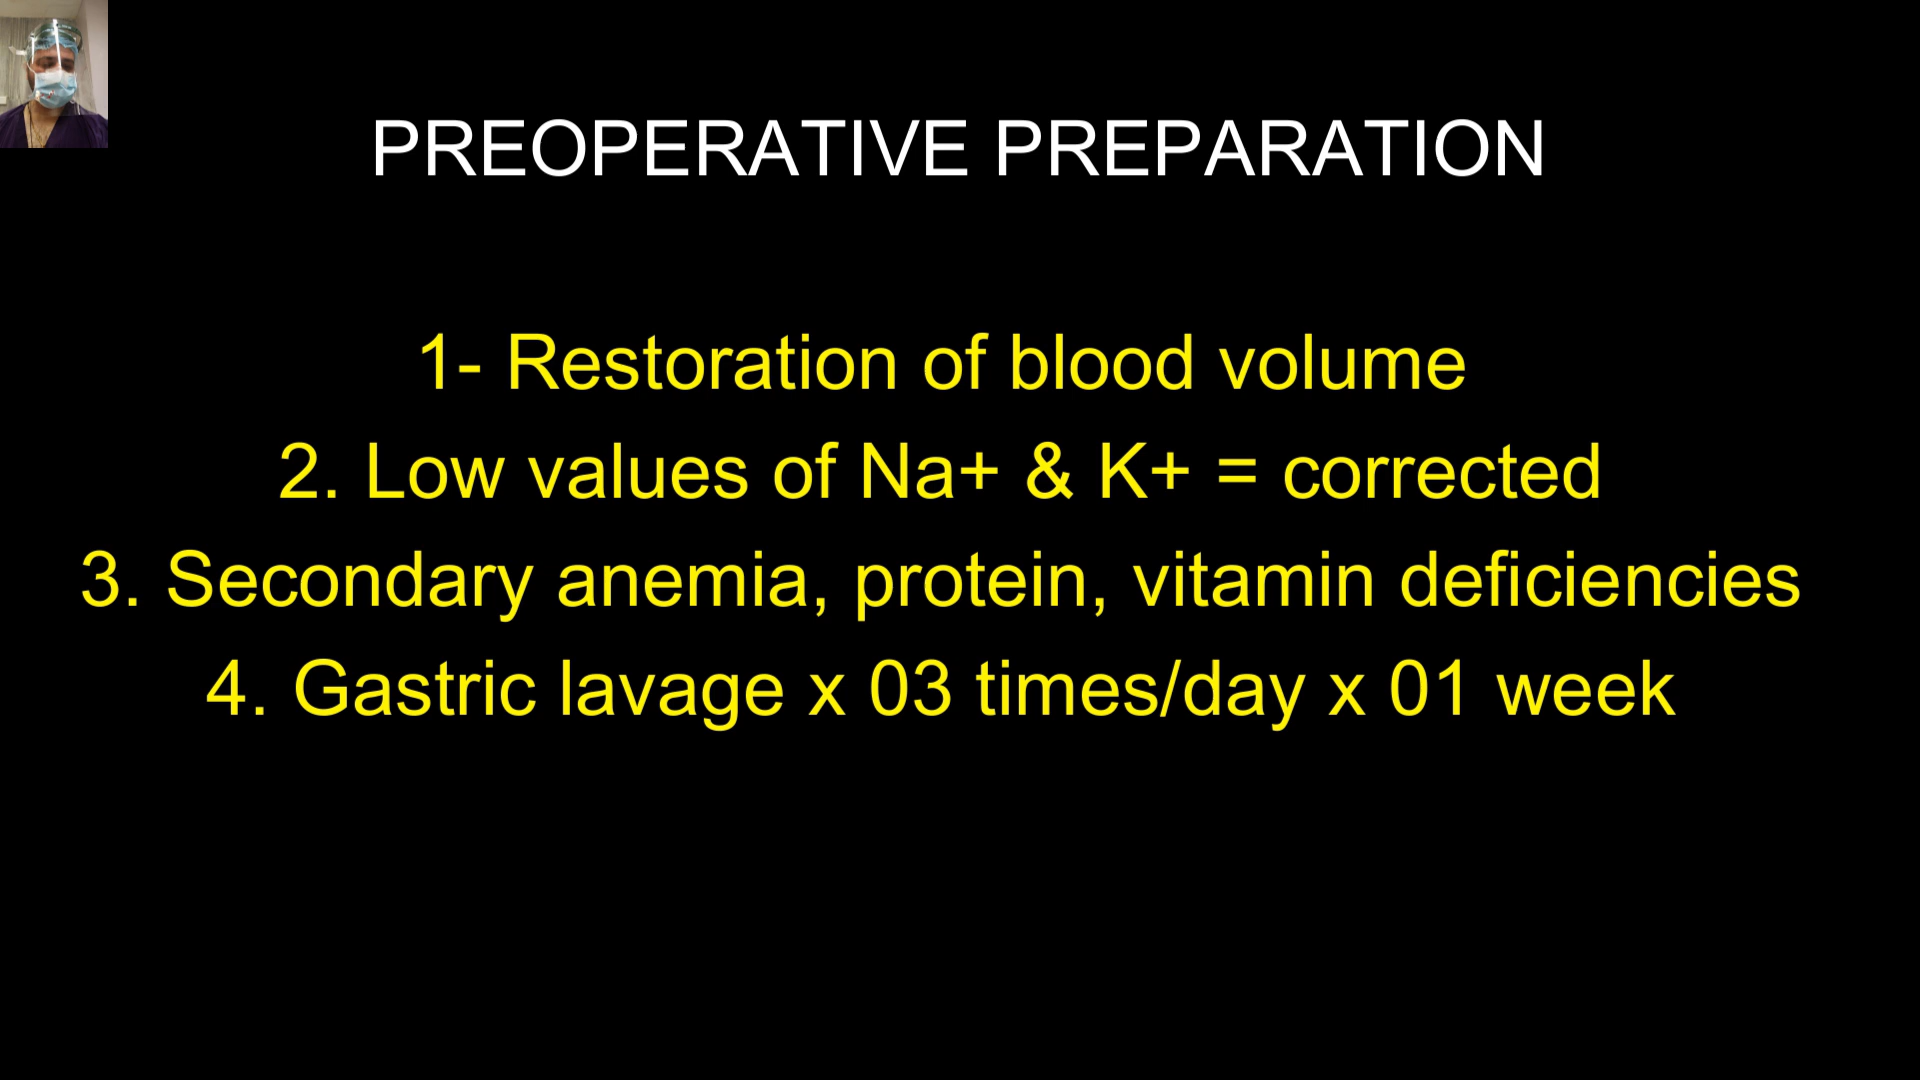 PREOPERATIVE PREPARATION
1- Restoration of blood volume
2. Low values of Na+ & K+ = corrected
3. Secondary anemia, protein, vitamin deficiencies
4. Gastric lavage x 03 times/day x 01 week